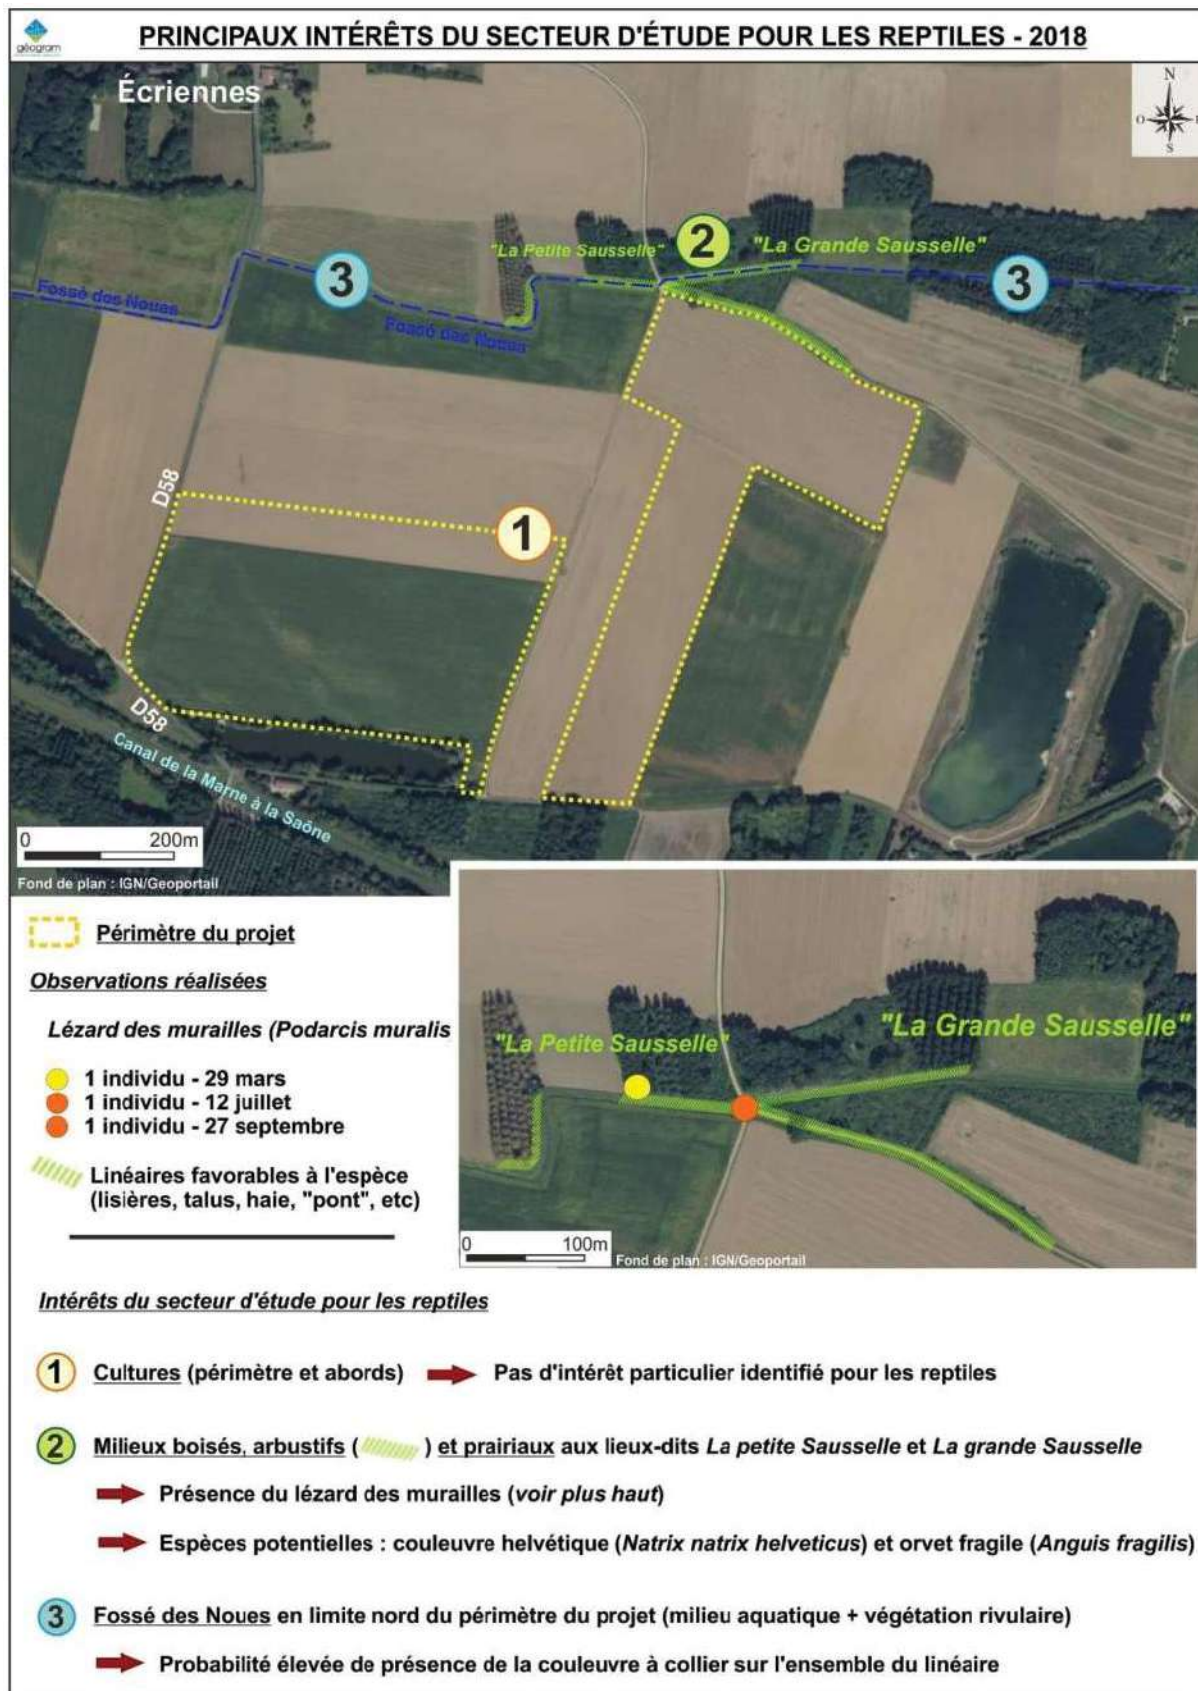 géogram
PRINCIPAUX INTÉRÊTS DU SECTEUR D'ÉTUDE POUR LES REPTILES - 2018
Écriennes
N
O
E
S
"La Petite Sausselle"
2
"La Grande Sausselle"
3
3
Fossé des Noues
Fossé des Noues
D58
1
D58
Canal de la Marne à la Saône
0 200m
Fond de plan : IGN/Geoportail
Périmètre du projet
Observations réalisées
Lézard des murailles (Podarcis muralis
1 individu - 29 mars
1 individu - 12 juillet
1 individu - 27 septembre
Linéaires favorables à l'espèce
(lisières, talus, haie, "pont", etc)
"La Petite Sausselle"
"La Grande Sausselle"
0 100m
Fond de plan : IGN/Geoportail
Intérêts du secteur d'étude pour les reptiles
1 Cultures (périmètre et abords) Pas d'intérêt particulier identifié pour les reptiles
2 Milieux boisés, arbustifs ( ) et prairiaux aux lieux-dits La petite Sausselle et La grande Sausselle
Présence du lézard des murailles (voir plus haut)
Espèces potentielles : couleuvre helvétique (Natrix natrix helveticus) et orvet fragile (Anguis fragilis)
3 Fossé des Noues en limite nord du périmètre du projet (milieu aquatique + végétation rivulaire)
Probabilité élevée de présence de la couleuvre à collier sur l'ensemble du linéaire